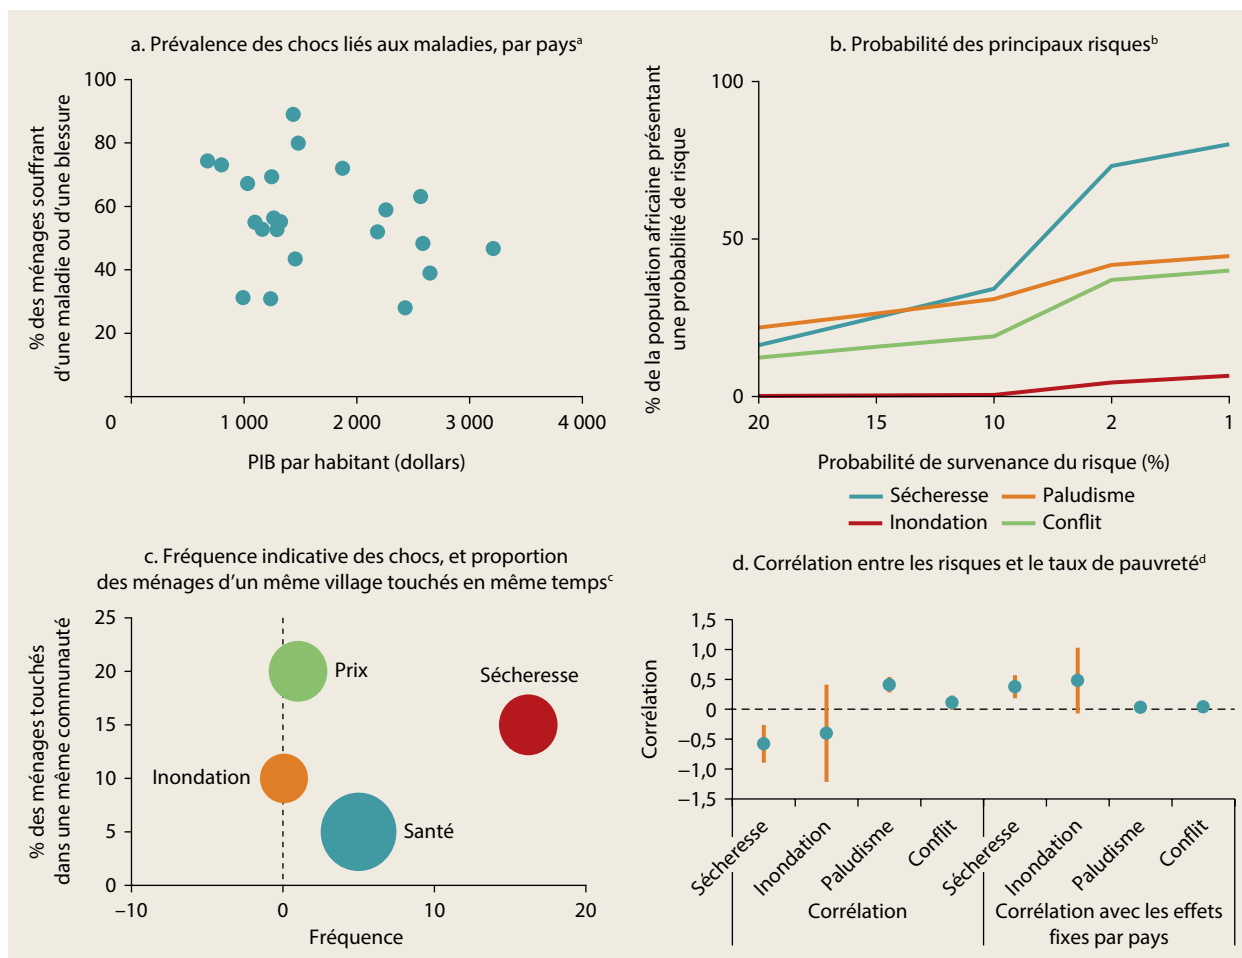 a. Prévalence des chocs liés aux maladies, par paysᵃ
% des ménages souffrant
d'une maladie ou d'une blessure
100
80
60
40
20
0
1 000
2 000
3 000
4 000
PIB par habitant (dollars)
b. Probabilité des principaux risquesᵇ
% de la population africaine présentant
une probabilité de risque
100
50
0
20
15
10
2
1
Probabilité de survenance du risque (%)
Sécheresse
Paludisme
Inondation
Conflit
c. Fréquence indicative des chocs, et proportion
des ménages d'un même village touchés en même tempsᶜ
% des ménages touchés
dans une même communauté
25
20
15
10
5
0
Prix
Sécheresse
Inondation
Santé
−10
0
10
20
Fréquence
d. Corrélation entre les risques et le taux de pauvretéᵈ
Corrélation
1,5
1,0
0,5
0
−0,5
−1,0
−1,5
Sécheresse
Inondation
Paludisme
Conflit
Sécheresse
Inondation
Paludisme
Conflit
Corrélation
Corrélation avec les effets
fixes par pays